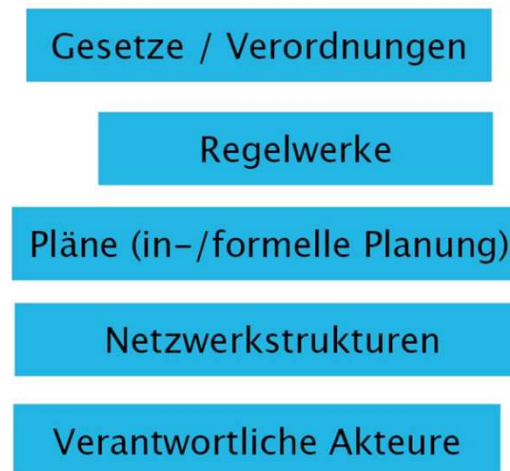 Gesetze / Verordnungen
Regelwerke
Pläne (in-/formelle Planung)
Netzwerkstrukturen
Verantwortliche Akteure